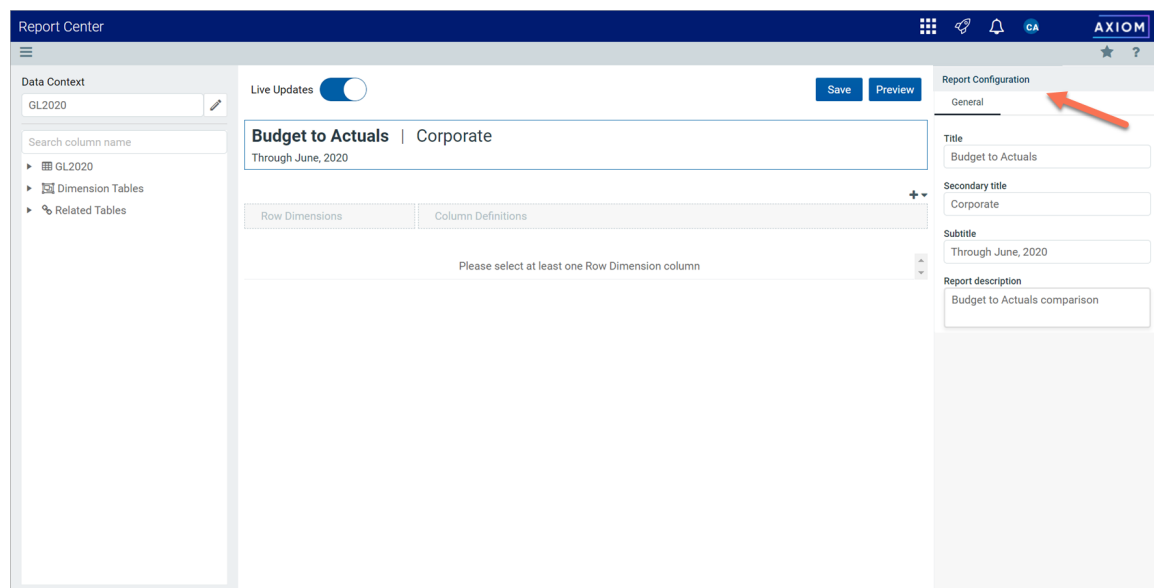 Report Center
CA
AXIOM
?
Data Context
GL2020
Search column name
GL2020
Dimension Tables
Related Tables
Live Updates
Save
Preview
Budget to Actuals | Corporate
Through June, 2020
Row Dimensions
Column Definitions
Please select at least one Row Dimension column
Report Configuration
General
Title
Budget to Actuals
Secondary title
Corporate
Subtitle
Through June, 2020
Report description
Budget to Actuals comparison